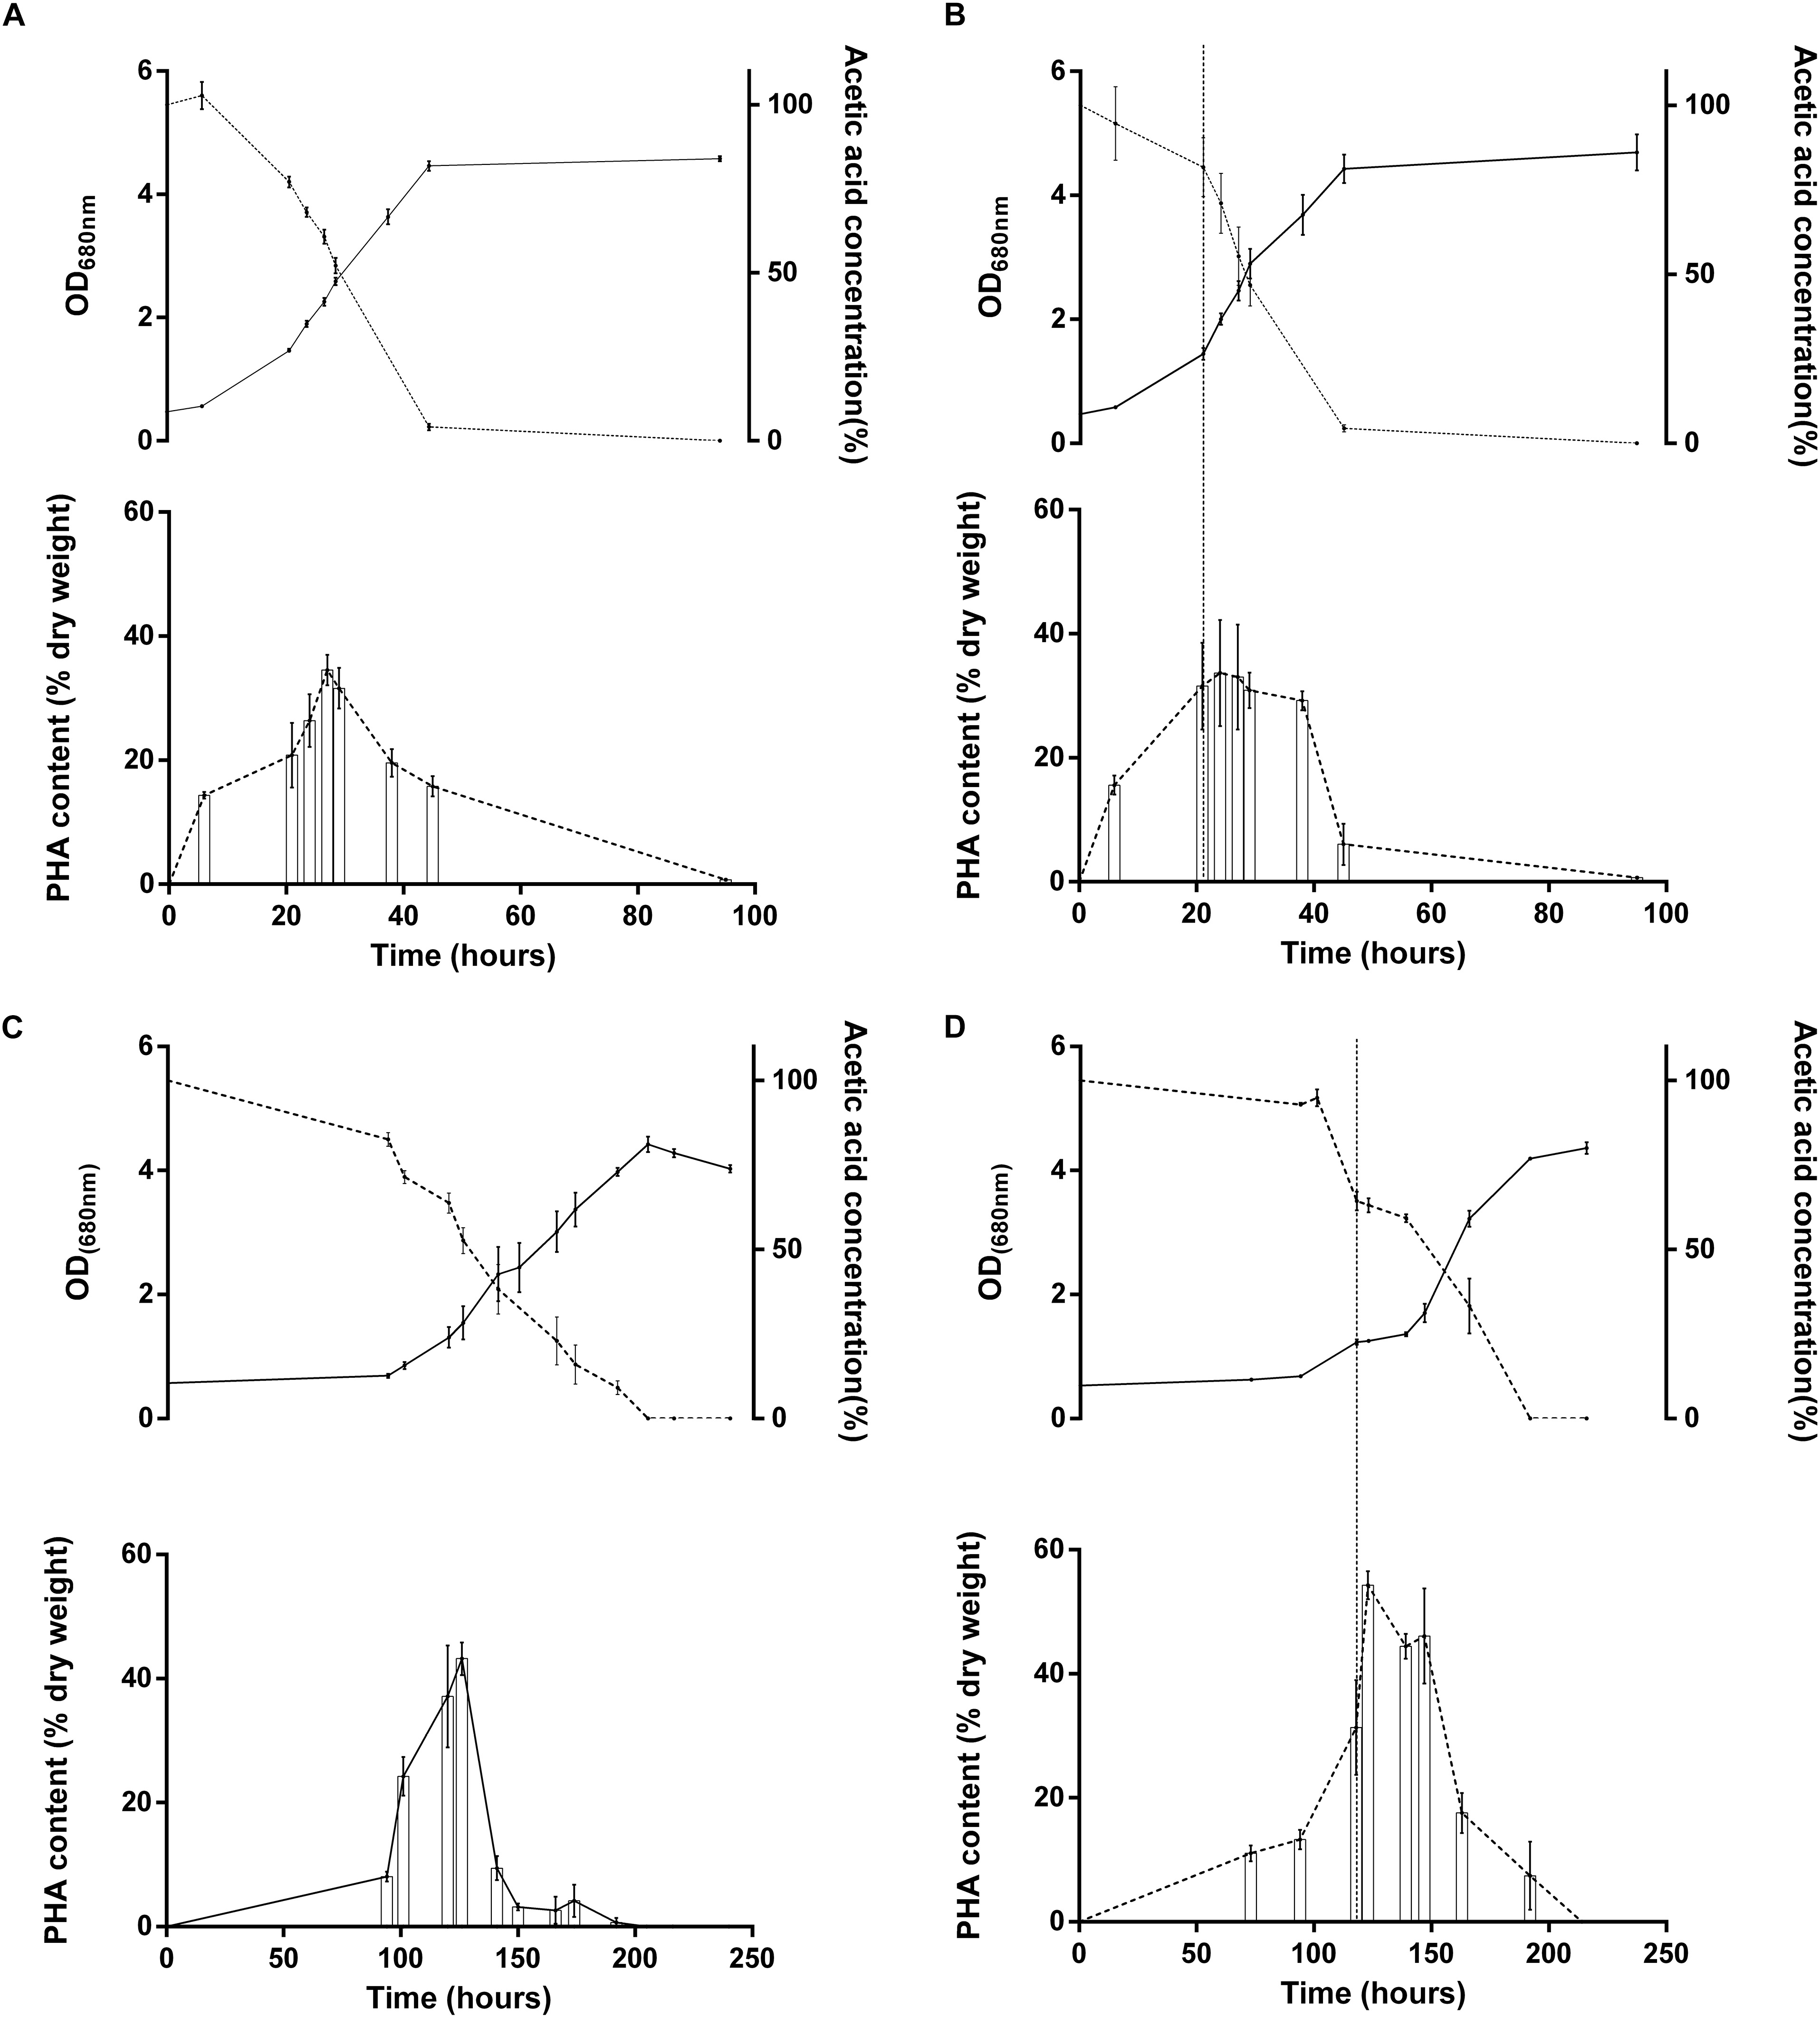 A
6
4
2
0
OD680nm
100
50
0
Acetic acid concentration(%)
60
40
20
0
PHA content (% dry weight)
0 20 40 60 80 100
Time (hours)
B
6
4
2
0
OD680nm
100
50
0
Acetic acid concentration(%)
60
40
20
0
PHA content (% dry weight)
0 20 40 60 80 100
Time (hours)
C
6
4
2
0
OD(680nm)
100
50
0
Acetic acid concentration(%)
60
40
20
0
PHA content (% dry weight)
0 50 100 150 200 250
Time (hours)
D
6
4
2
0
OD(680nm)
100
50
0
Acetic acid concentration(%)
60
40
20
0
PHA content (% dry weight)
0 50 100 150 200 250
Time (hours)